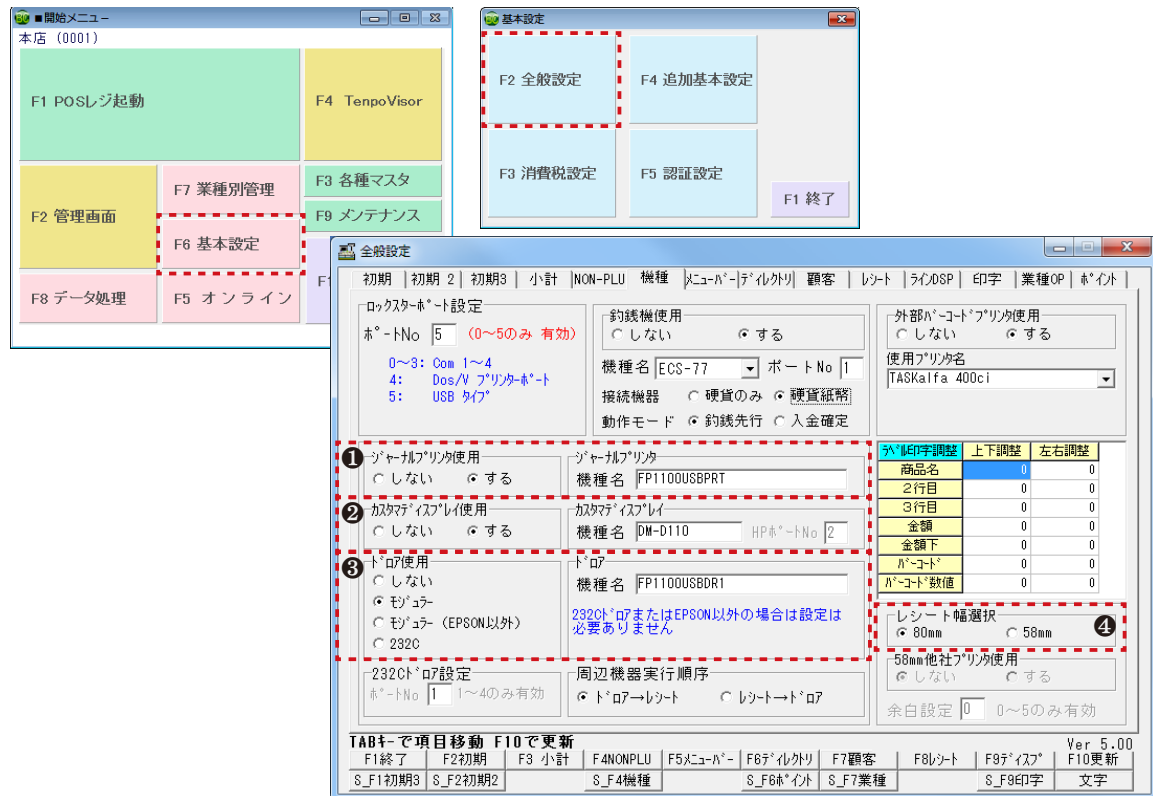 ■開始メニュー
本店 (0001)
F1 POSレジ起動
F4 TenpoVisor
F2 管理画面
F7 業種別管理
F3 各種マスタ
F9 メンテナンス
F6 基本設定
F8 データ処理
F5 オンライン
F1
基本設定
F2 全般設定
F4 追加基本設定
F3 消費税設定
F5 認証設定
F1 終了
全般設定
初期 初期 2 初期3 小計 NON-PLU 機種 ﾒﾆｭｰﾊﾞｰ ﾃﾞｨﾚｸﾄﾘ 顧客 ﾚｼｰﾄ ﾗｲﾝDSP 印字 業種OP ﾎﾟｲﾝﾄ
ﾛｯｸｽﾀｰﾎﾟｰﾄ設定
ﾎﾟｰﾄNo 5 (0～5のみ 有効)
0～3: Com 1～4
4: Dos/V ﾌﾟﾘﾝﾀｰﾎﾟｰﾄ
5: USB ﾀｲﾌﾟ
釣銭機使用
しない する
機種名 ECS-77 ポートNo 1
接続機器 硬貨のみ 硬貨紙幣
動作モード 釣銭先行 入金確定
外部ﾊﾞｰｺｰﾄﾞﾌﾟﾘﾝﾀ使用
しない する
使用ﾌﾟﾘﾝﾀ名
TASKalfa 400ci
❶
ｼﾞｬｰﾅﾙﾌﾟﾘﾝﾀ使用
しない する
ｼﾞｬｰﾅﾙﾌﾟﾘﾝﾀ
機種名 FP1100USBPRT
❷
ｶｽﾀﾏﾃﾞｨｽﾌﾟﾚｲ使用
しない する
ｶｽﾀﾏﾃﾞｨｽﾌﾟﾚｲ
機種名 DM-D110 HPﾎﾟｰﾄNo 2
❸
ﾄﾞﾛｱ使用
しない
ﾓｼﾞｭﾗｰ
ﾓｼﾞｭﾗｰ (EPSON以外)
232C
ﾄﾞﾛｱ
機種名 FP1100USBDR1
232CﾄﾞﾛｱまたはEPSON以外の場合は設定は
必要ありません
232Cﾄﾞﾛｱ設定
ﾎﾟｰﾄNo 1 1～4のみ有効
周辺機器実行順序
ﾄﾞﾛｱ→ﾚｼｰﾄ ﾚｼｰﾄ→ﾄﾞﾛｱ
ﾗﾍﾞﾙ印字調整 上下調整 左右調整
商品名 0 0
2行目 0 0
3行目 0 0
金額 0 0
金額下 0 0
ﾊﾞｰｺｰﾄﾞ 0 0
ﾊﾞｰｺｰﾄﾞ数値 0 0
レシート幅選択
80mm 58mm
❹
58mm他社ﾌﾟﾘﾝﾀ使用
しない する
余白設定 0 0～5のみ有効
TABｷｰで項目移動 F10で更新
Ver 5.00
F1終了 F2初期 F3 小計 F4NONPLU F5ﾒﾆｭｰﾊﾞｰ F6ﾃﾞｨﾚｸﾄﾘ F7顧客 F8ﾚｼｰﾄ F9ﾃﾞｨｽﾌﾟ F10更新
S_F1初期3 S_F2初期2 S_F4機種 S_F6ﾎﾟｲﾝﾄ S_F7業種 S_F9印字 文字